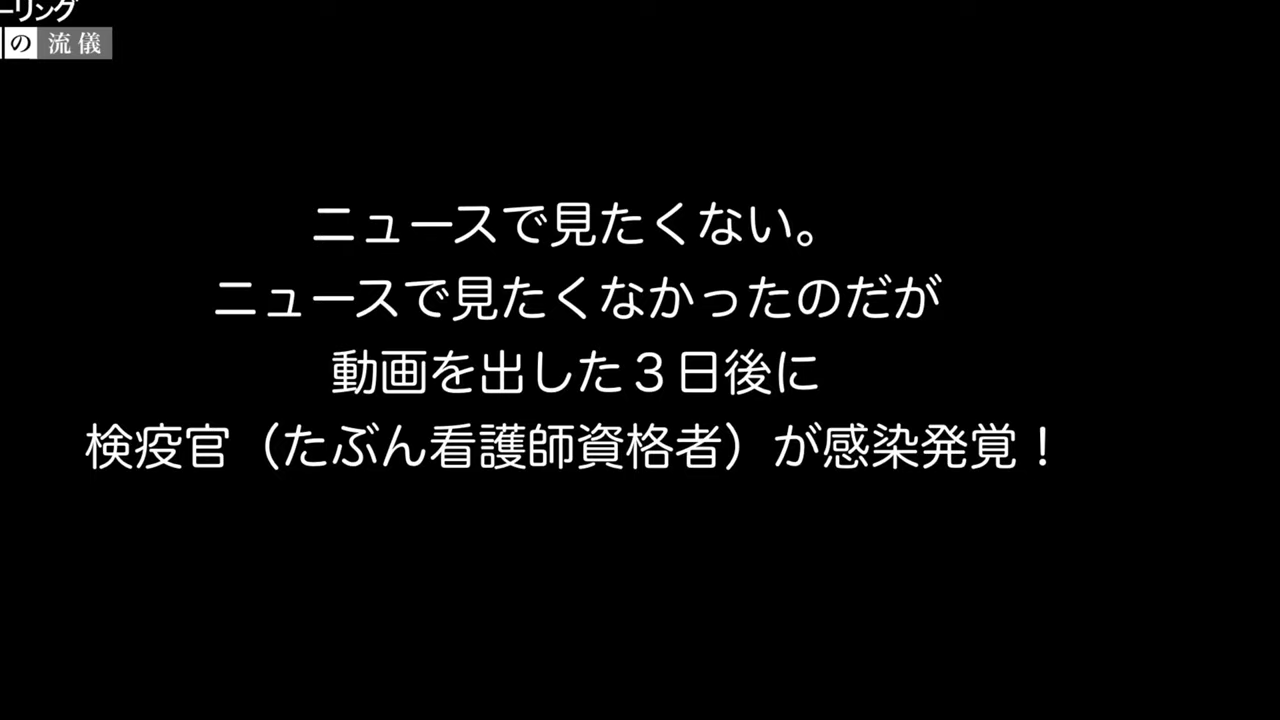 ーリング
の 流儀
ニュースで見たくない。
ニュースで見たくなかったのだが
動画を出した３日後に
検疫官（たぶん看護師資格者）が感染発覚！